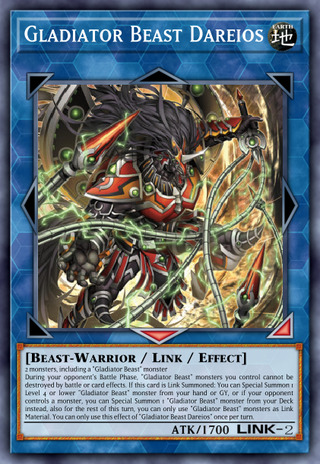 GLADIATOR BEAST DAREIOS
EARTH
地
[BEAST-WARRIOR / LINK / EFFECT]
2 monsters, including a "Gladiator Beast" monster
During your opponent's Battle Phase, "Gladiator Beast" monsters you control cannot be
destroyed by battle or card effects. If this card is Link Summoned: You can Special Summon 1
Level 4 or lower "Gladiator Beast" monster from your hand or GY, or if your opponent
controls a monster, you can Special Summon 1 "Gladiator Beast" monster from your Deck
instead, also for the rest of this turn, you can only use "Gladiator Beast" monsters as Link
Material. You can only use this effect of "Gladiator Beast Dareios" once per turn.
ATK/1700 LINK-2